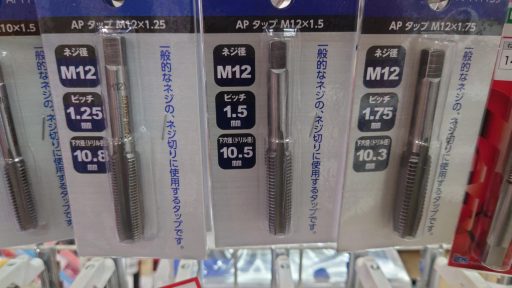 10×1.
AP タップ M12×1.25
ネジ径
M12
ピッチ
1.25
mm
下穴径(ドリル径)
10.8
一般的なネジの、ネジ切りに使用するタップです。
AP タップ M12×1.5
ネジ径
M12
ピッチ
1.5
mm
下穴径(ドリル径)
10.5
一般的なネジの、ネジ切りに使用するタップです。
AP タップ M12×1.75
ネジ径
M12
ピッチ
1.75
mm
下穴径(ドリル径)
10.3
一般的なネジの、ネジ切りに使用するタップです。